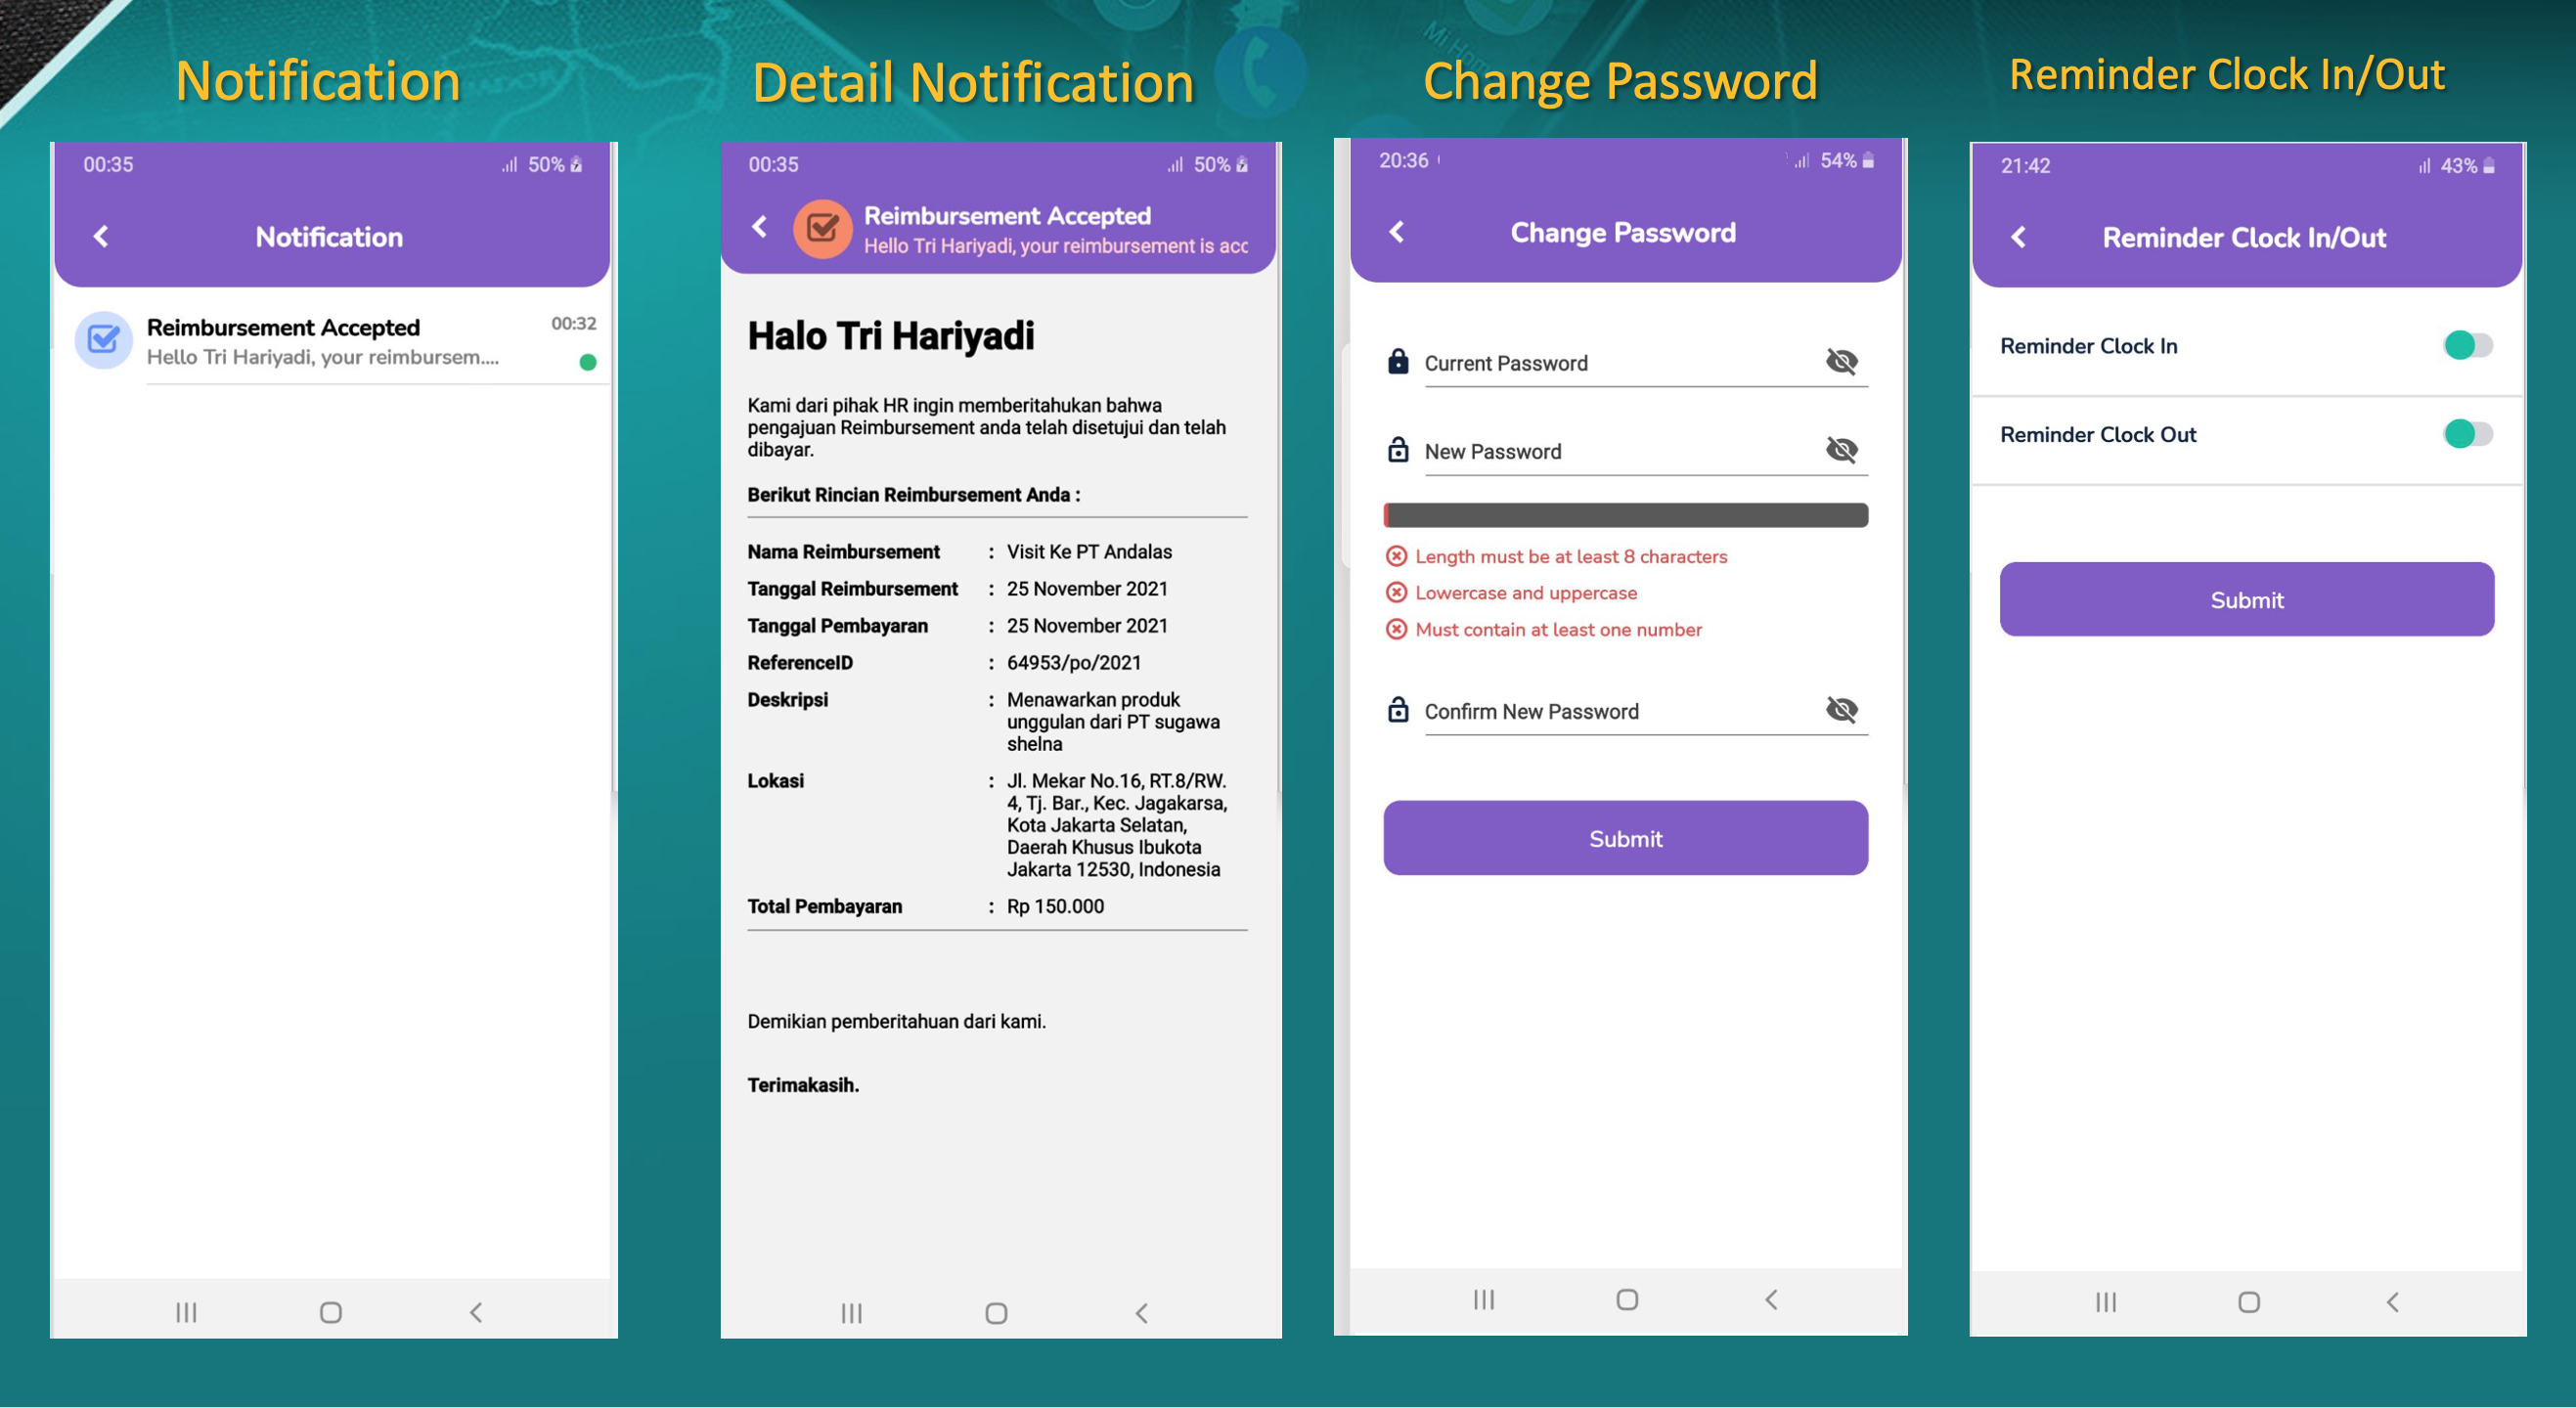 Notification
Detail Notification
Change Password
Reminder Clock In/Out
Mi Home
00:35
50%
Notification
Reimbursement Accepted
00:32
Hello Tri Hariyadi, your reimbursem....
00:35
50%
Reimbursement Accepted
Hello Tri Hariyadi, your reimbursement is acc
Halo Tri Hariyadi
Kami dari pihak HR ingin memberitahukan bahwa
pengajuan Reimbursement anda telah disetujui dan telah
dibayar.
Berikut Rincian Reimbursement Anda :
Nama Reimbursement : Visit Ke PT Andalas
Tanggal Reimbursement : 25 November 2021
Tanggal Pembayaran : 25 November 2021
ReferenceID : 64953/po/2021
Deskripsi : Menawarkan produk
unggulan dari PT sugawa
shelna
Lokasi : Jl. Mekar No.16, RT.8/RW.
4, Tj. Bar., Kec. Jagakarsa,
Kota Jakarta Selatan,
Daerah Khusus Ibukota
Jakarta 12530, Indonesia
Total Pembayaran : Rp 150.000
Demikian pemberitahuan dari kami.
Terimakasih.
20:36
54%
Change Password
Current Password
New Password
Length must be at least 8 characters
Lowercase and uppercase
Must contain at least one number
Confirm New Password
Submit
21:42
43%
Reminder Clock In/Out
Reminder Clock In
Reminder Clock Out
Submit